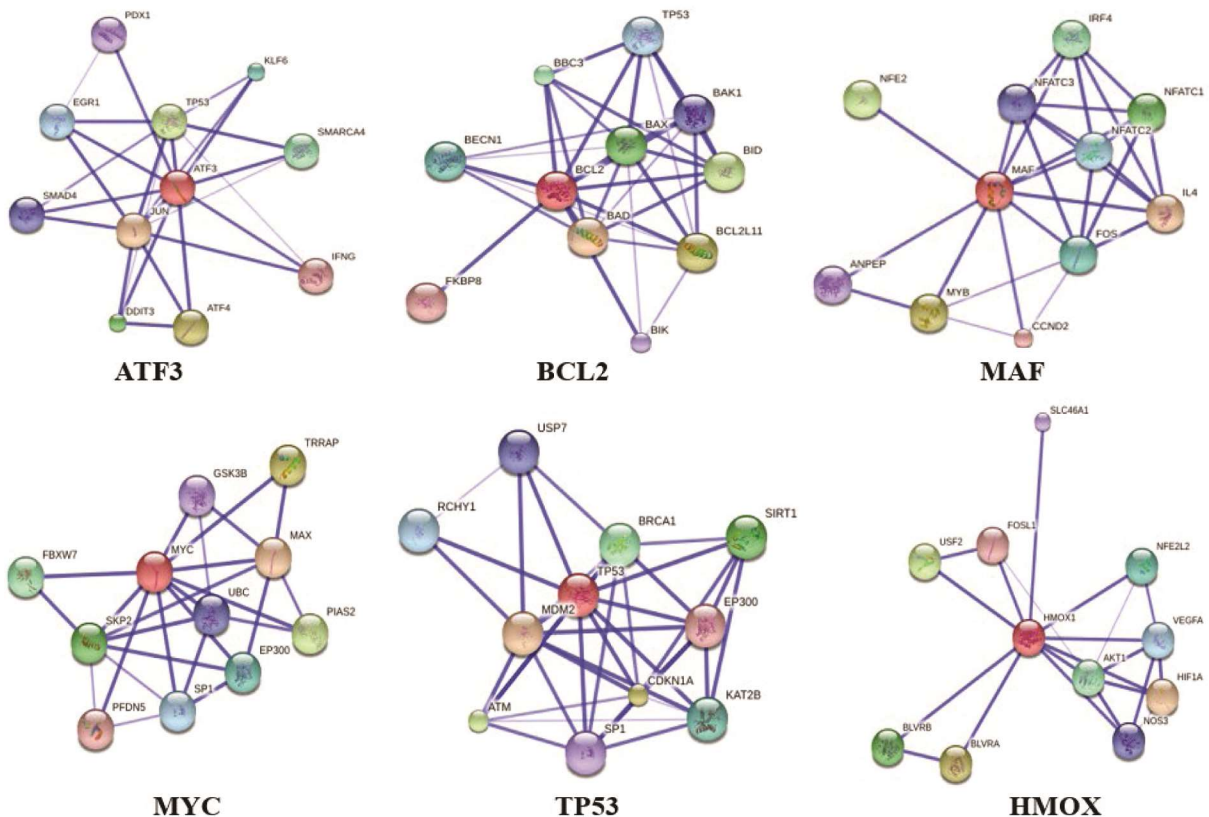 PDX1
KLF6
EGR1
TP53
SMARCA4
ATF3
SMAD4
JUN
IFNG
DDIT3
ATF4
ATF3
TP53
BBC3
BAK1
BAX
BECN1
BID
BCL2
BAD
BCL2L11
FKBP8
BIK
BCL2
IRF4
NFE2
NFATC3
NFATC1
NFATC2
MAF
IL4
FOS
ANPEP
MYB
CCND2
MAF
TRRAP
GSK3B
MAX
FBXW7
MYC
UBC
PIAS2
SKP2
EP300
SP1
PFDN5
MYC
USP7
RCHY1
BRCA1
SIRT1
TP53
MDM2
EP300
CDKN1A
ATM
KAT2B
SP1
TP53
SLC46A1
FOSL1
USF2
NFE2L2
HMOX1
VEGFA
AKT1
HIF1A
NOS3
BLVRB
BLVRA
HMOX